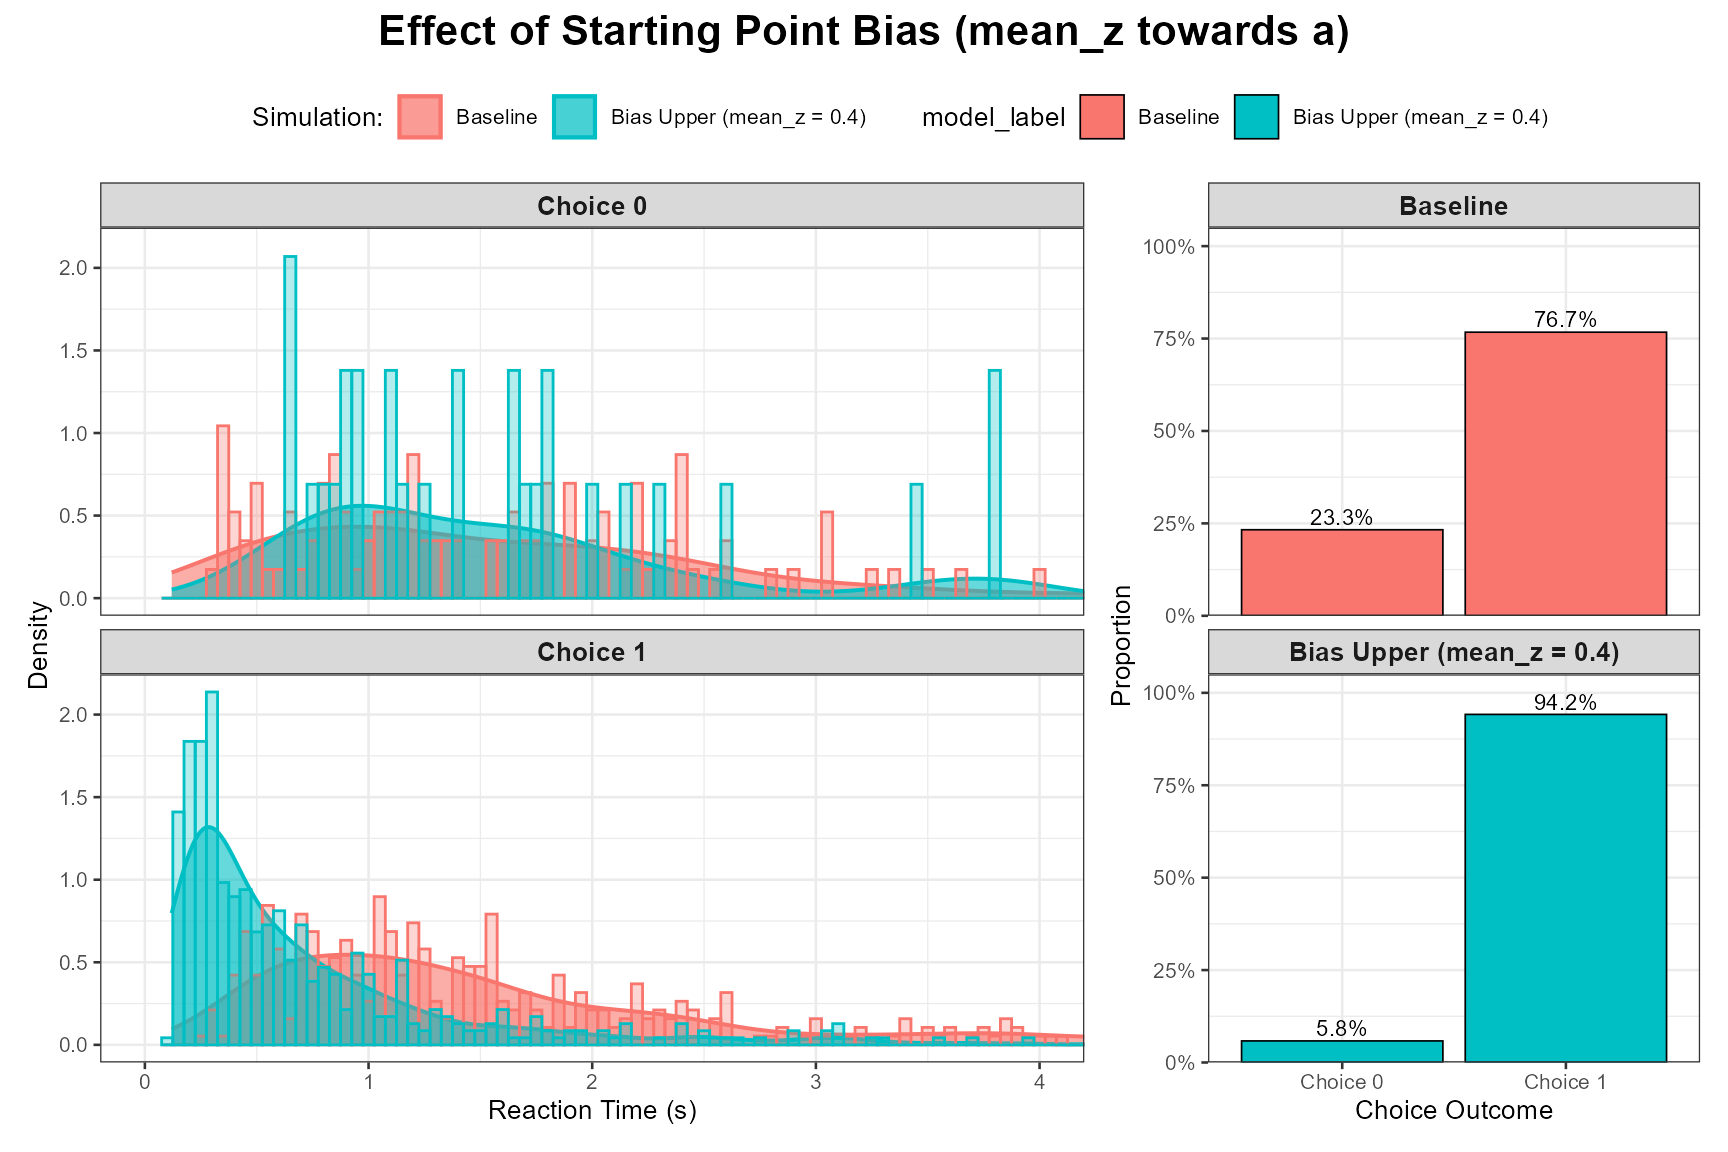 Effect of Starting Point Bias (mean_z towards a)
Simulation: Baseline Bias Upper (mean_z = 0.4) model_label Baseline Bias Upper (mean_z = 0.4)
Choice 0
2.0
1.5
1.0
0.5
0.0
Choice 1
2.0
1.5
1.0
0.5
0.0
Density
0 1 2 3 4
Reaction Time (s)
Baseline
100%
75%
50%
25%
0%
23.3%
76.7%
Bias Upper (mean_z = 0.4)
100%
75%
50%
25%
0%
5.8%
94.2%
Proportion
Choice 0 Choice 1
Choice Outcome